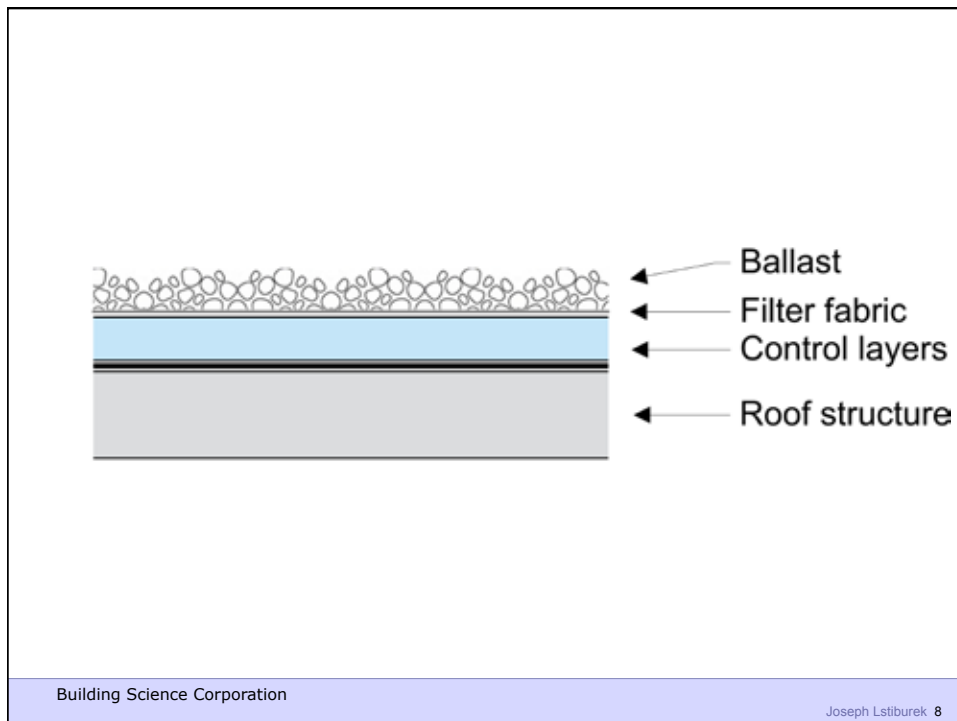 Ballast
Filter fabric
Control layers
Roof structure
Building Science Corporation
Joseph Lstiburek 8